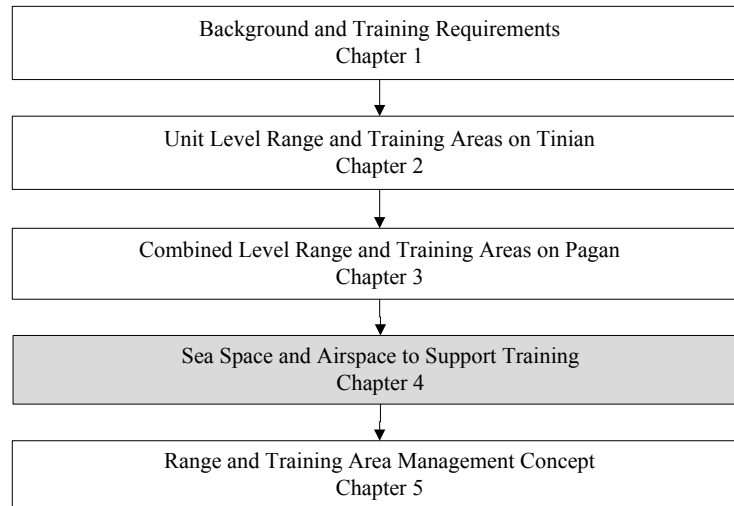 Background and Training Requirements
Chapter 1
Unit Level Range and Training Areas on Tinian
Chapter 2
Combined Level Range and Training Areas on Pagan
Chapter 3
Sea Space and Airspace to Support Training
Chapter 4
Range and Training Area Management Concept
Chapter 5